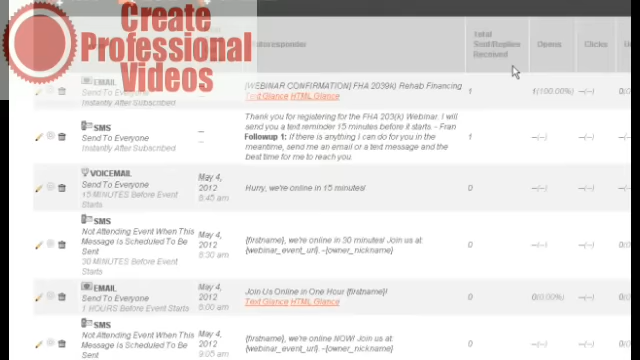 Create
Professional
Videos
Total
Sent/Replies
Received
Opens
Clicks
EMAIL
Send To Everyone
Instantly After Subscribed
[WEBINAR CONFIRMATION] FHA 203(k) Rehab Financing
Text Glance HTML Glance
1
1(100.00%)
--(--)
SMS
Send To Everyone
Instantly After Subscribed
--
--
Thank you for registering for the FHA 203(k) Webinar. I will
send you a text reminder 15 minutes before it starts. - Fran
Followup 1: If there is anything I can do for you in the
meantime, send me an email or a text message and the
best time for me to reach you.
1
--(--)
--(--)
VOICEMAIL
Send To Everyone
15 MINUTES Before Event
Starts
May 4,
2012
8:45 am
Hurry, we're online in 15 minutes!
0
--(--)
--(--)
SMS
Not Attending Event When This
Message Is Scheduled To Be
Sent
30 MINUTES Before Event
Starts
May 4,
2012
8:30 am
{firstname}, we're online in 30 minutes! Join us at:
{webinar_event_url}. -{owner_nickname}
0
--(--)
--(--)
EMAIL
Send To Everyone
1 HOURS Before Event Starts
May 4,
2012
8:00 am
Join Us Online in One Hour {firstname}!
Text Glance HTML Glance
0
0(0.00%)
--(--)
SMS
Not Attending Event When This
Message Is Scheduled To Be
Sent
May 4,
2012
9:05 am
{firstname}, we're online NOW! Join us at:
{webinar_event_url}. -{owner_nickname}
0
--(--)
--(--)